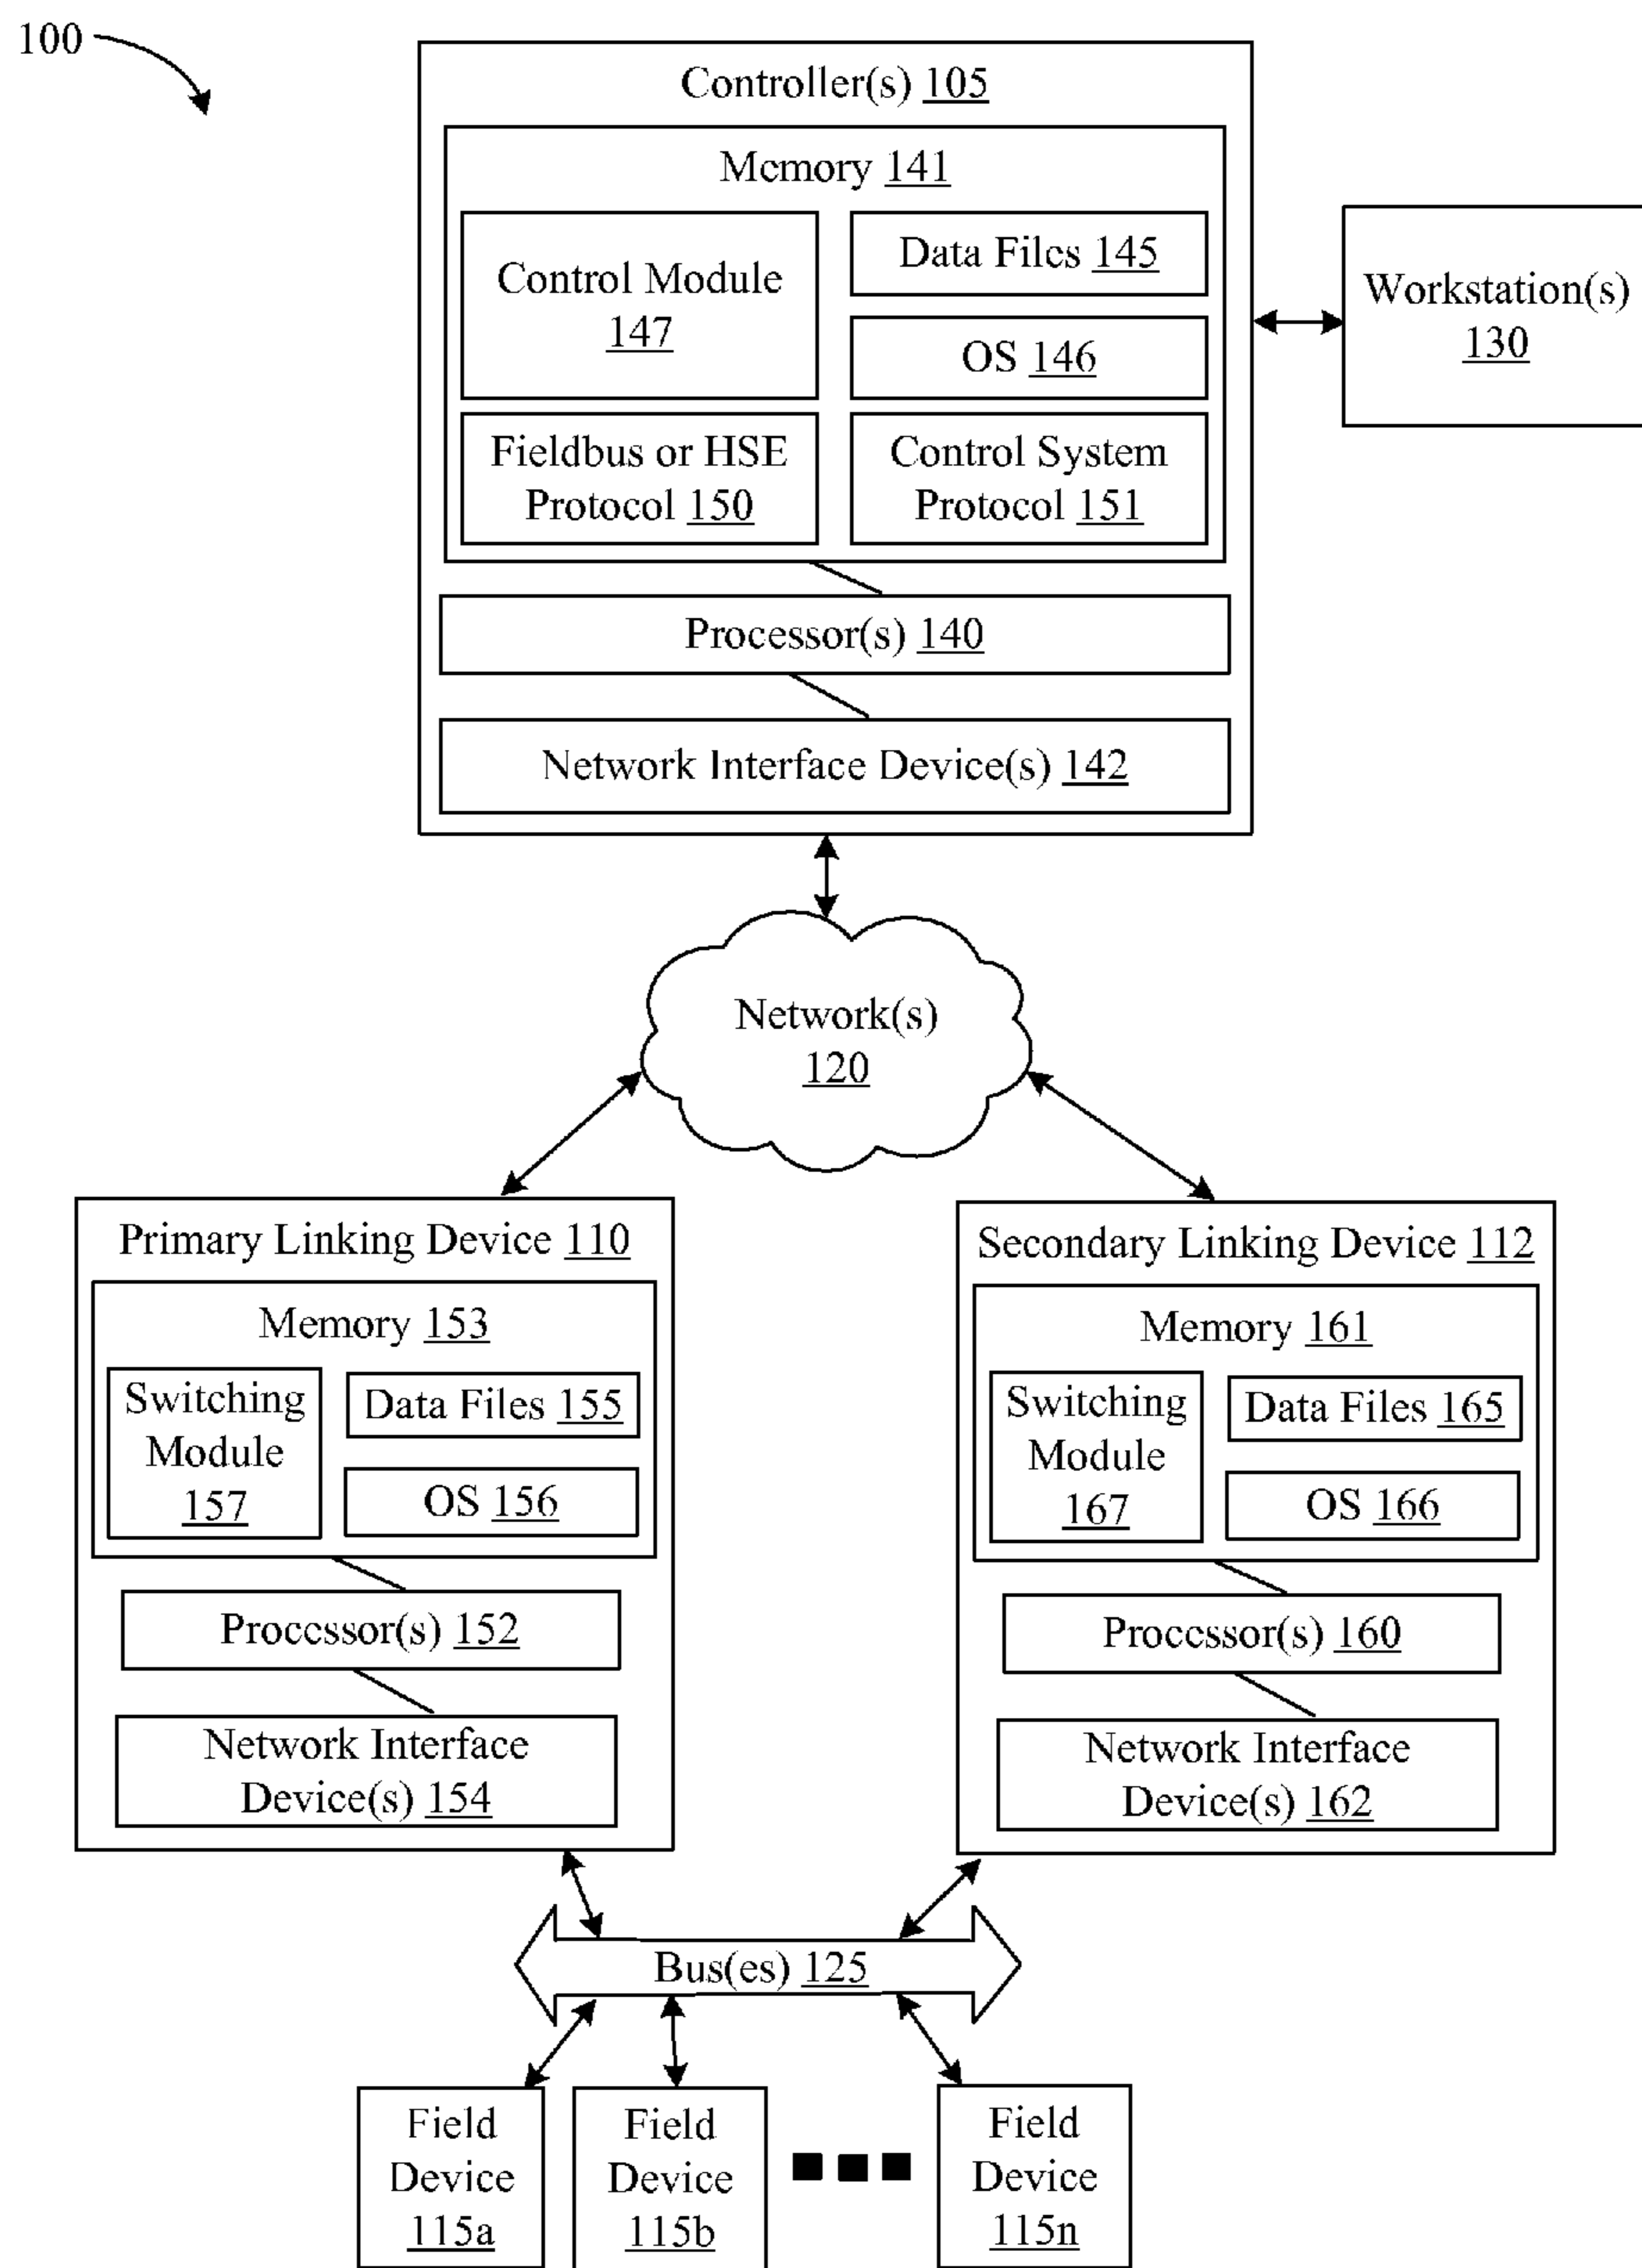 100
Controller(s) 105
Memory 141
Control Module
147
Data Files 145
OS 146
Fieldbus or HSE
Protocol 150
Control System
Protocol 151
Processor(s) 140
Network Interface Device(s) 142
Workstation(s)
130
Network(s)
120
Primary Linking Device 110
Memory 153
Switching
Module
157
Data Files 155
OS 156
Processor(s) 152
Network Interface
Device(s) 154
Secondary Linking Device 112
Memory 161
Switching
Module
167
Data Files 165
OS 166
Processor(s) 160
Network Interface
Device(s) 162
Bus(es) 125
Field
Device
115a
Field
Device
115b
Field
Device
115n